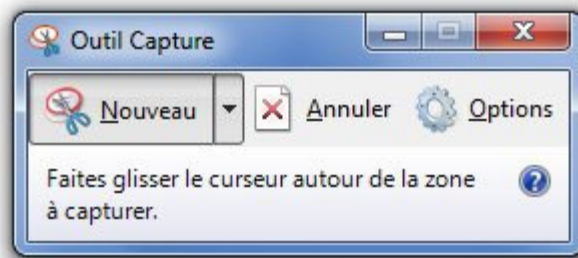 Outil Capture
Nouveau Annuler Options
Faites glisser le curseur autour de la zone
à capturer.